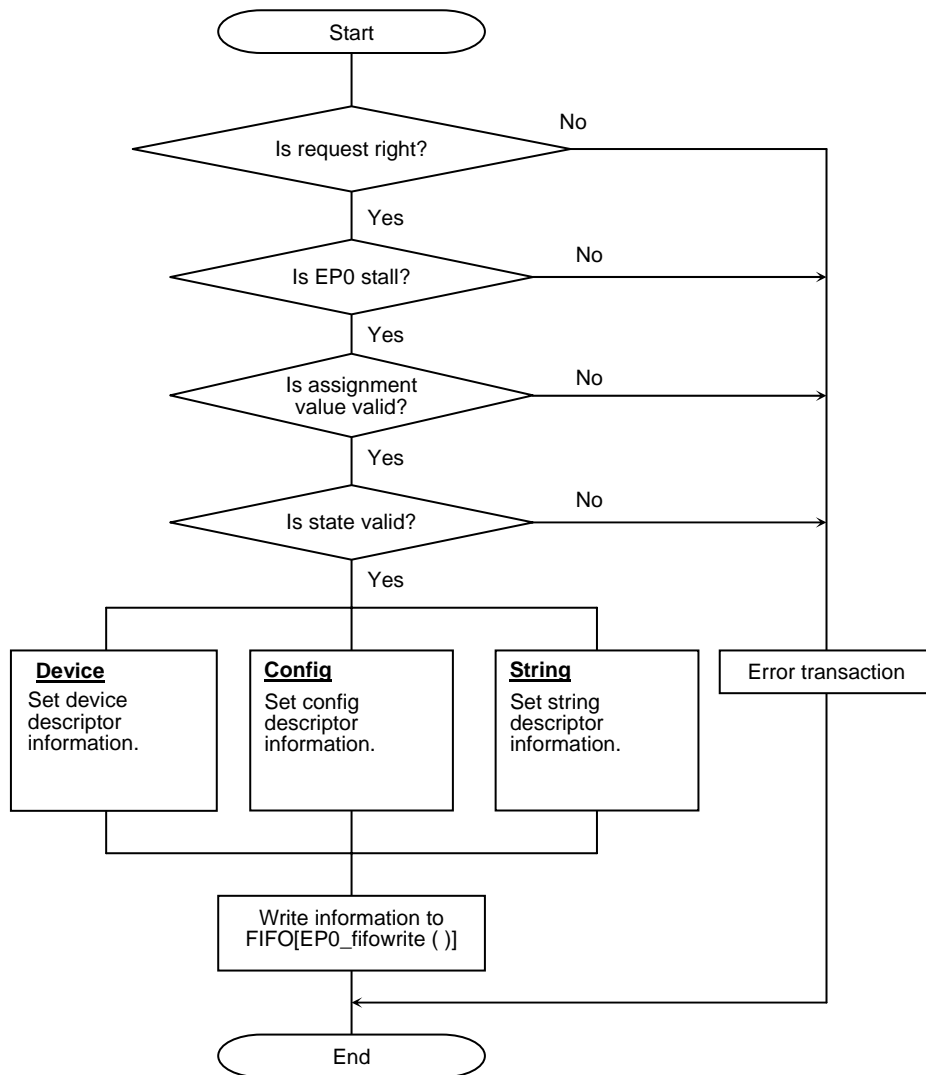 Start
No
Is request right?
Yes
No
Is EP0 stall?
Yes
No
Is assignment
value valid?
Yes
No
Is state valid?
Yes
Device
Set device
descriptor
information.
Config
Set config
descriptor
information.
String
Set string
descriptor
information.
Error transaction
Write information to
FIFO[EP0_fifowrite ( )]
End